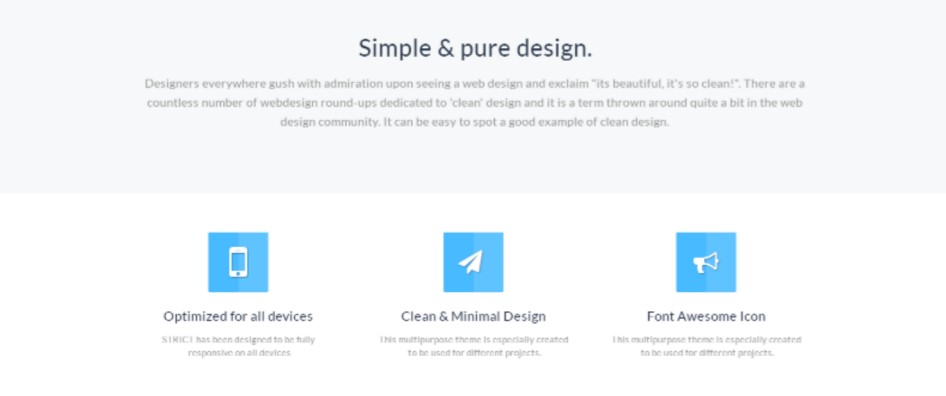 Simple & pure design.
Designers everywhere gush with admiration upon seeing a web design and exclaim "its beautiful, it's so clean!". There are a
countless number of webdesign round-ups dedicated to 'clean' design and it is a term thrown around quite a bit in the web
design community. It can be easy to spot a good example of clean design.
Optimized for all devices
STRICT has been designed to be fully
responsive on all devices
Clean & Minimal Design
This multipurpose theme is especially created
to be used for different projects.
Font Awesome Icon
This multipurpose theme is especially created
to be used for different projects.